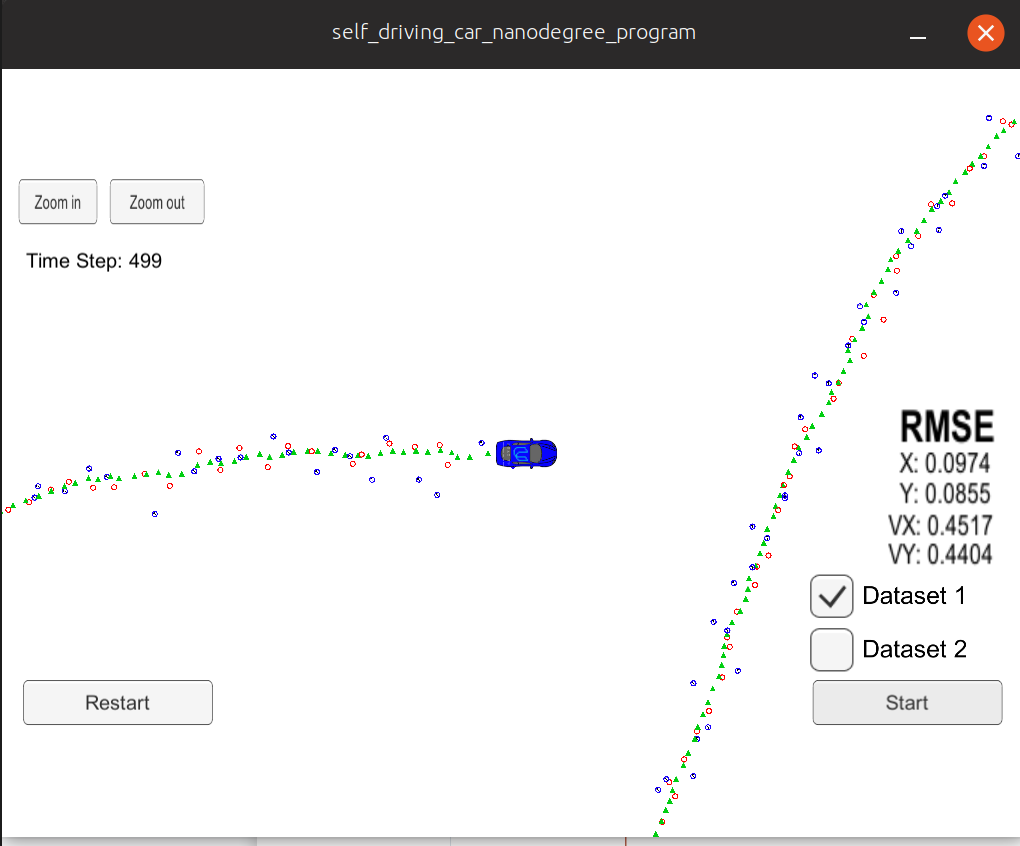 self_driving_car_nanodegree_program
Zoom in Zoom out
Time Step: 499
RMSE
X: 0.0974
Y: 0.0855
VX: 0.4517
VY: 0.4404
Dataset 1
Dataset 2
Restart
Start